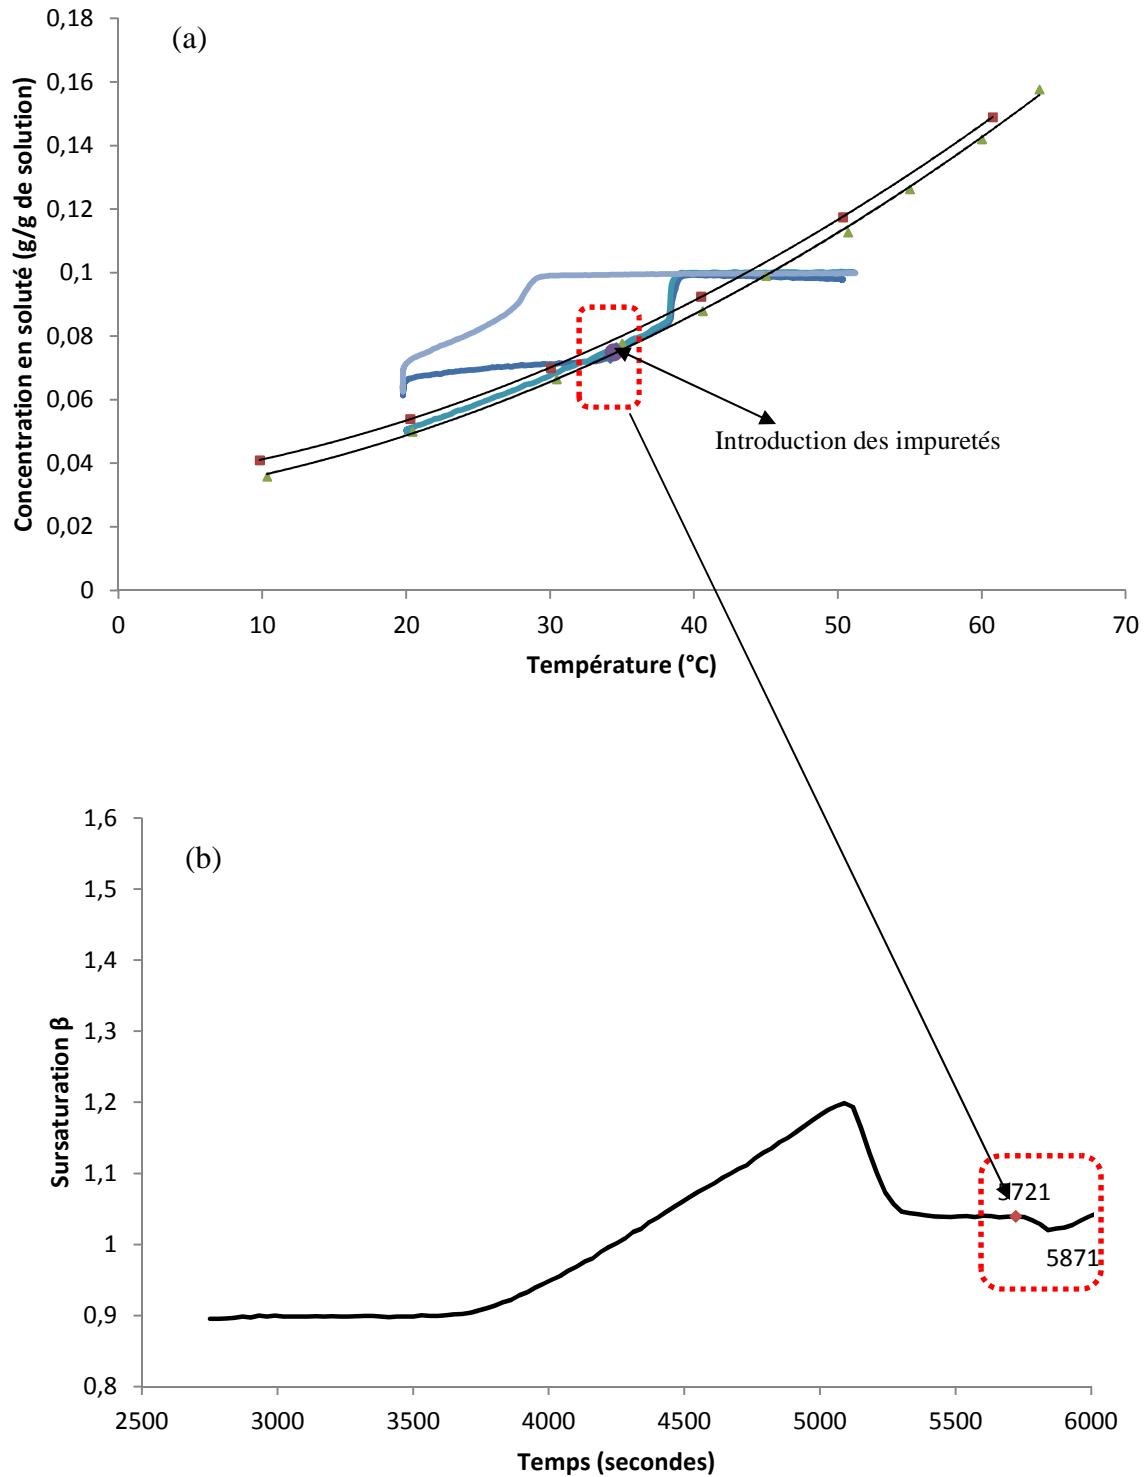 (a)
Concentration en soluté (g/g de solution)
0,18
0,16
0,14
0,12
0,1
0,08
0,06
0,04
0,02
0
0 10 20 30 40 50 60 70
Introduction des impuretés
Température (°C)
(b)
Sursaturation β
1,6
1,5
1,4
1,3
1,2
1,1
1
0,9
0,8
5721
5871
2500 3000 3500 4000 4500 5000 5500 6000
Temps (secondes)